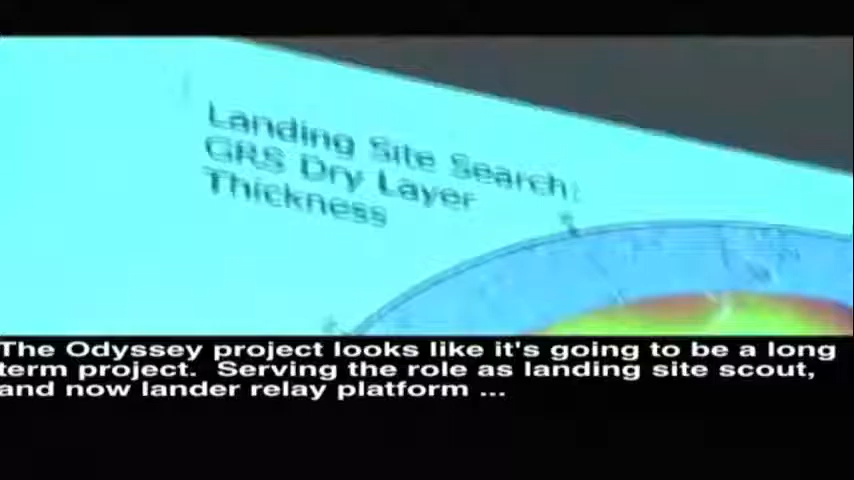 Landing Site Search:
GRS Dry Layer
Thickness
The Odyssey project looks like it's going to be a long
term project.  Serving the role as landing site scout,
and now lander relay platform ...